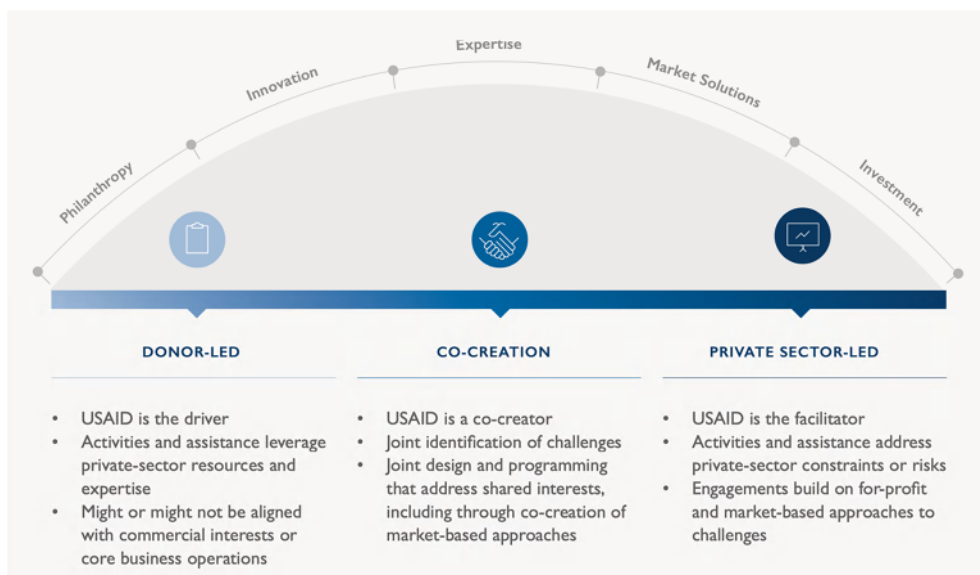 Expertise
Innovation
Market Solutions
Philanthropy
Investment
DONOR-LED
• USAID is the driver
• Activities and assistance leverage
private-sector resources and
expertise
• Might or might not be aligned
with commercial interests or
core business operations
CO-CREATION
• USAID is a co-creator
• Joint identification of challenges
• Joint design and programming
that address shared interests,
including through co-creation of
market-based approaches
PRIVATE SECTOR-LED
• USAID is the facilitator
• Activities and assistance address
private-sector constraints or risks
• Engagements build on for-profit
and market-based approaches to
challenges